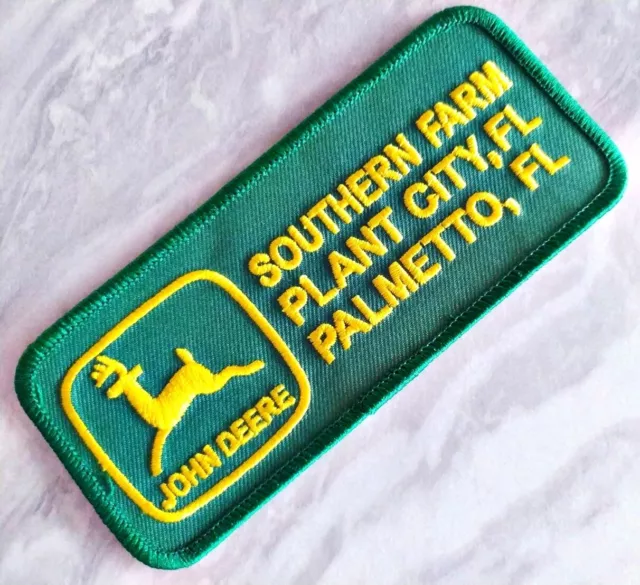 SOUTHERN FARM
PLANT CITY, FL
PALMETTO, FL
JOHN DEERE